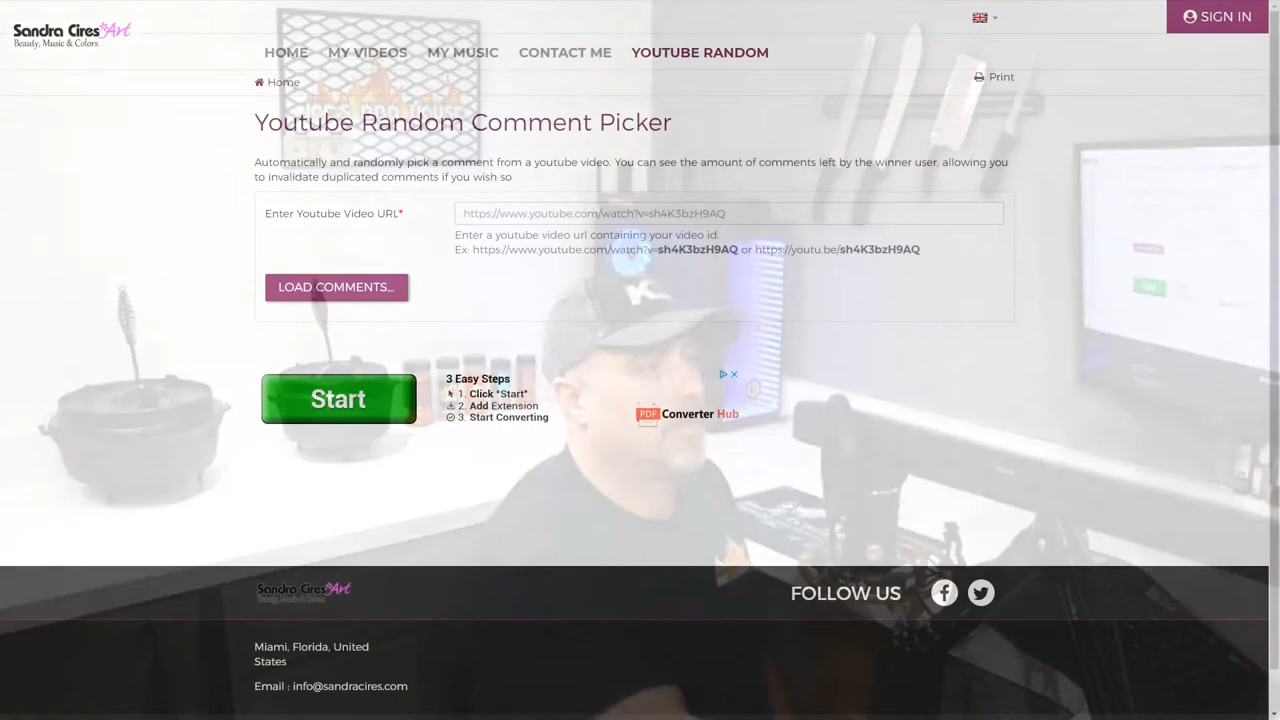 Sandra Cires Art
Beauty, Music & Colors
SIGN IN
HOME MY VIDEOS MY MUSIC CONTACT ME YOUTUBE RANDOM
Home
Print
JOE'S BBQ HOUSE
Youtube Random Comment Picker
Automatically and randomly pick a comment from a youtube video. You can see the amount of comments left by the winner user, allowing you
to invalidate duplicated comments if you wish so
Enter Youtube Video URL*
https://www.youtube.com/watch?v=sh4K3bzH9AQ
Enter a youtube video url containing your video id.
Ex: https://www.youtube.com/watch?v=sh4K3bzH9AQ or https://youtu.be/sh4K3bzH9AQ
LOAD COMMENTS...
Start
3 Easy Steps
1. Click "Start"
2. Add Extension
3. Start Converting
PDF Converter Hub
Sandra Cires Art
FOLLOW US
Miami, Florida, United
States
Email : info@sandracires.com